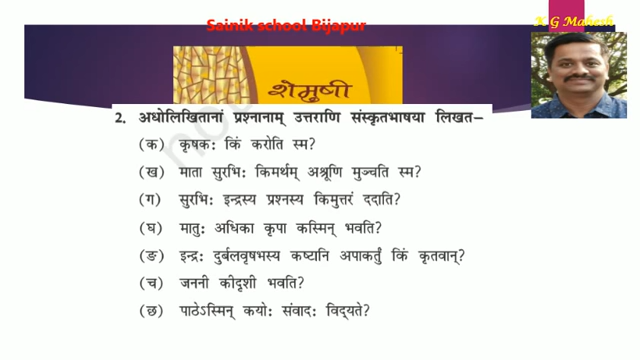 Sainik school Bijapur
K G Mahesh
शेमुषी
2. अधोलिखितानां प्रश्नानाम् उत्तराणि संस्कृतभाषया लिखत–
(क) कृषकः किं करोति स्म?
(ख) माता सुरभिः किमर्थम् अश्रूणि मुञ्चति स्म?
(ग) सुरभिः इन्द्रस्य प्रश्नस्य किमुत्तरं ददाति?
(घ) मातुः अधिका कृपा कस्मिन् भवति?
(ङ) इन्द्रः दुर्बलवृषभस्य कष्टानि अपाकर्तुं किं कृतवान्?
(च) जननी कीदृशी भवति?
(छ) पाठेऽस्मिन् कयोः संवादः विद्यते?